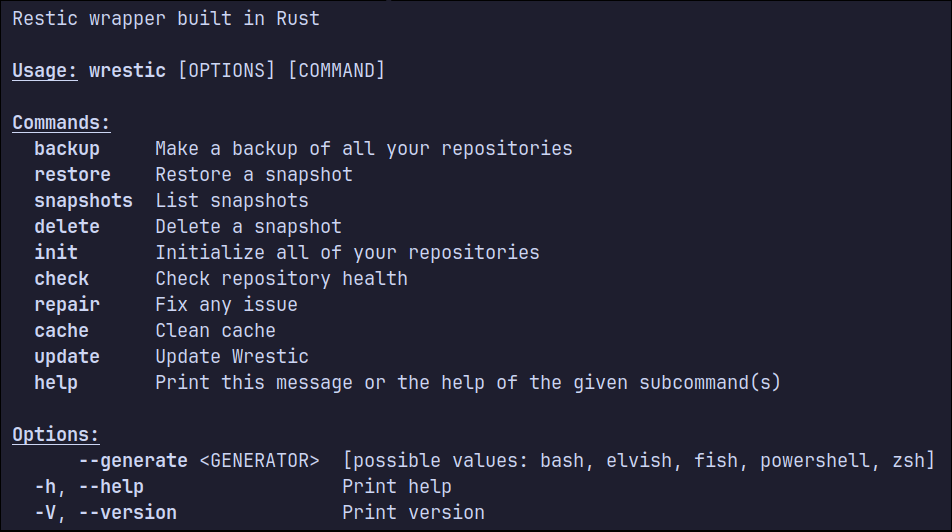 Restic wrapper built in Rust
Usage: wrestic [OPTIONS] [COMMAND]
Commands:
backup Make a backup of all your repositories
restore Restore a snapshot
snapshots List snapshots
delete Delete a snapshot
init Initialize all of your repositories
check Check repository health
repair Fix any issue
cache Clean cache
update Update Wrestic
help Print this message or the help of the given subcommand(s)
Options:
--generate <GENERATOR> [possible values: bash, elvish, fish, powershell, zsh]
-h, --help Print help
-V, --version Print version